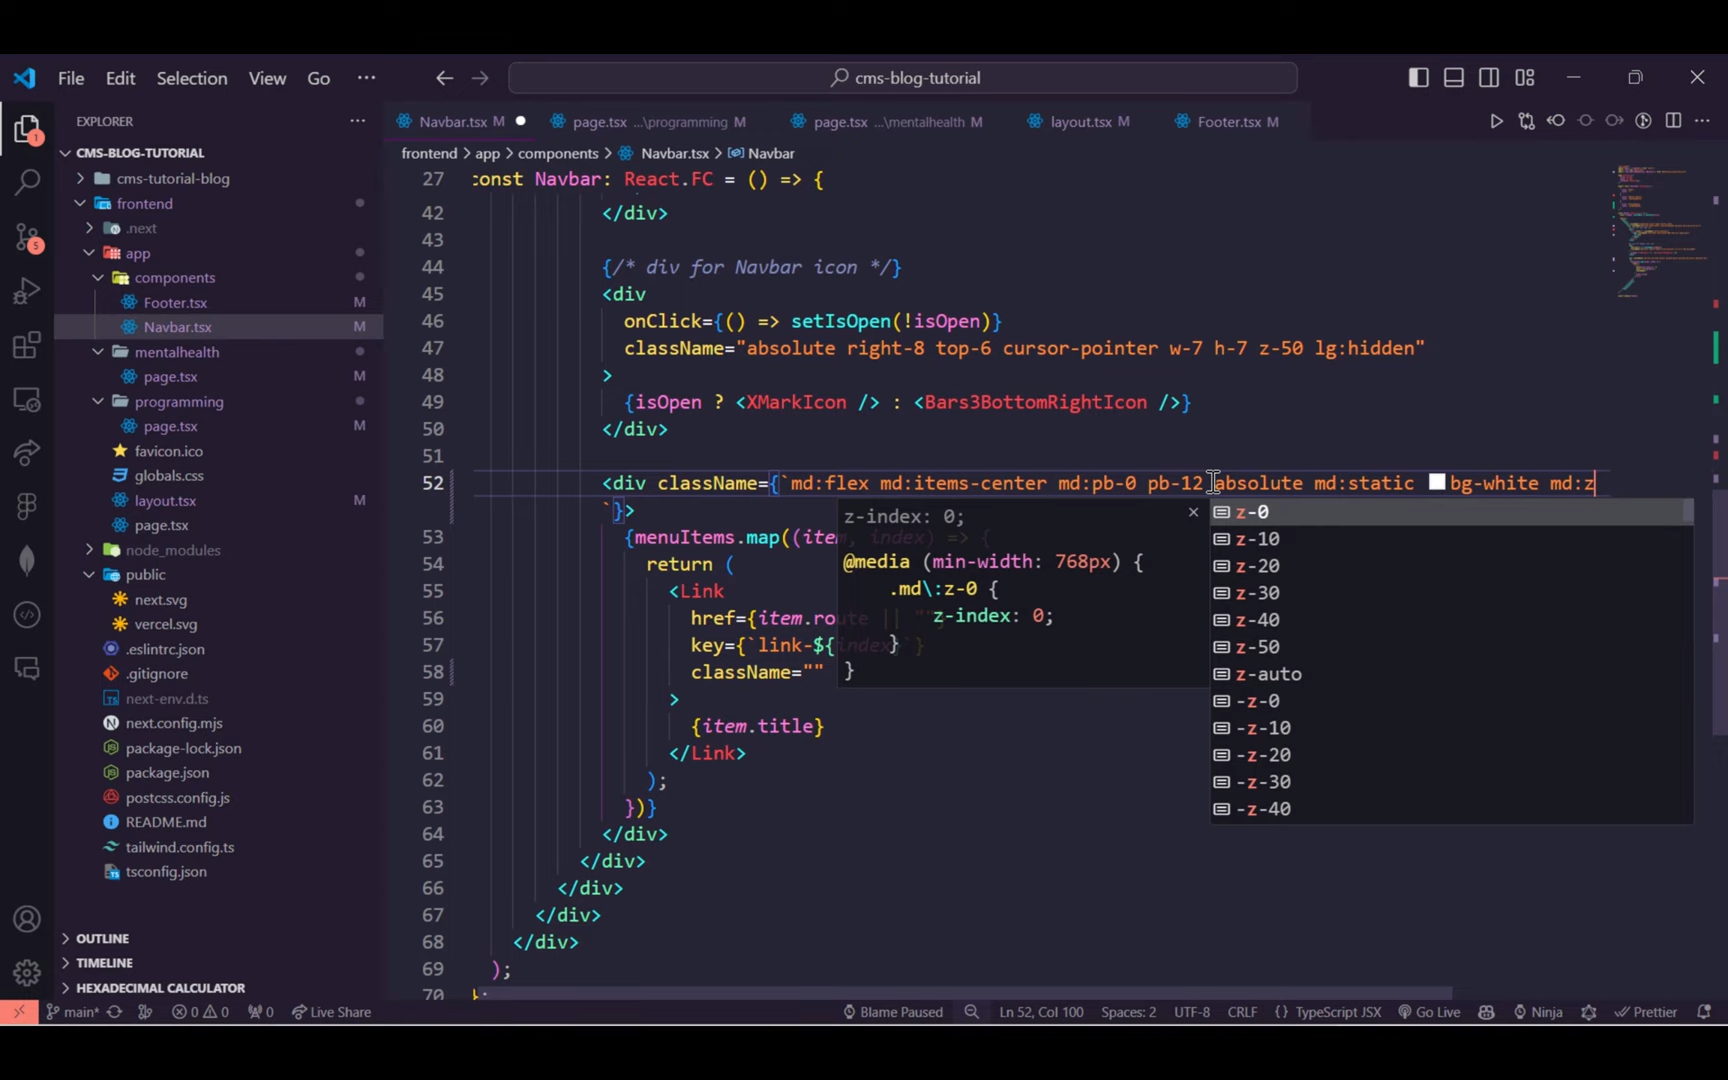 File Edit Selection View Go ··· cms-blog-tutorial
EXPLORER
CMS-BLOG-TUTORIAL
cms-tutorial-blog
frontend
.next
app
components
Footer.tsx M
Navbar.tsx M
mentalhealth
page.tsx M
programming
page.tsx M
favicon.ico
globals.css
layout.tsx
page.tsx
node_modules
public
next.svg
vercel.svg
.eslintrc.json
.gitignore
next-env.d.ts
next.config.mjs
package-lock.json
package.json
postcss.config.js
README.md
tailwind.config.ts
tsconfig.json
OUTLINE
TIMELINE
HEXADECIMAL CALCULATOR
1
5
Navbar.tsx M page.tsx ...\programming M page.tsx ...\mentalhealth M layout.tsx M Footer.tsx M
frontend > app > components > Navbar.tsx > Navbar
27 const Navbar: React.FC = () => {
42 </div>
43
44 {/* div for Navbar icon */}
45 <div
46 onClick={() => setIsOpen(!isOpen)}
47 className="absolute right-8 top-6 cursor-pointer w-7 h-7 z-50 lg:hidden"
48 >
49 {isOpen ? <XMarkIcon /> : <Bars3BottomRightIcon />}
50 </div>
51
52 <div className={`md:flex md:items-center md:pb-0 pb-12 absolute md:static bg-white md:z
`}>
53 {menuItems.map((item, index) => {
54 return (
55 <Link
56 href={item.route || ""
57 key={`link-${index}`}
58 className=""
59 >
60 {item.title}
61 </Link>
62 );
63 })}
64 </div>
65 </div>
66 </div>
67 </div>
68 </div>
69 );
70 };
z-index: 0;
@media (min-width: 768px) {
.md\:z-0 {
z-index: 0;
}
}
z-0
z-10
z-20
z-30
z-40
z-50
z-auto
-z-0
-z-10
-z-20
-z-30
-z-40
main* 0 0 0 Live Share Blame Paused Ln 52, Col 100 Spaces: 2 UTF-8 CRLF {} TypeScript JSX Go Live Ninja Prettier